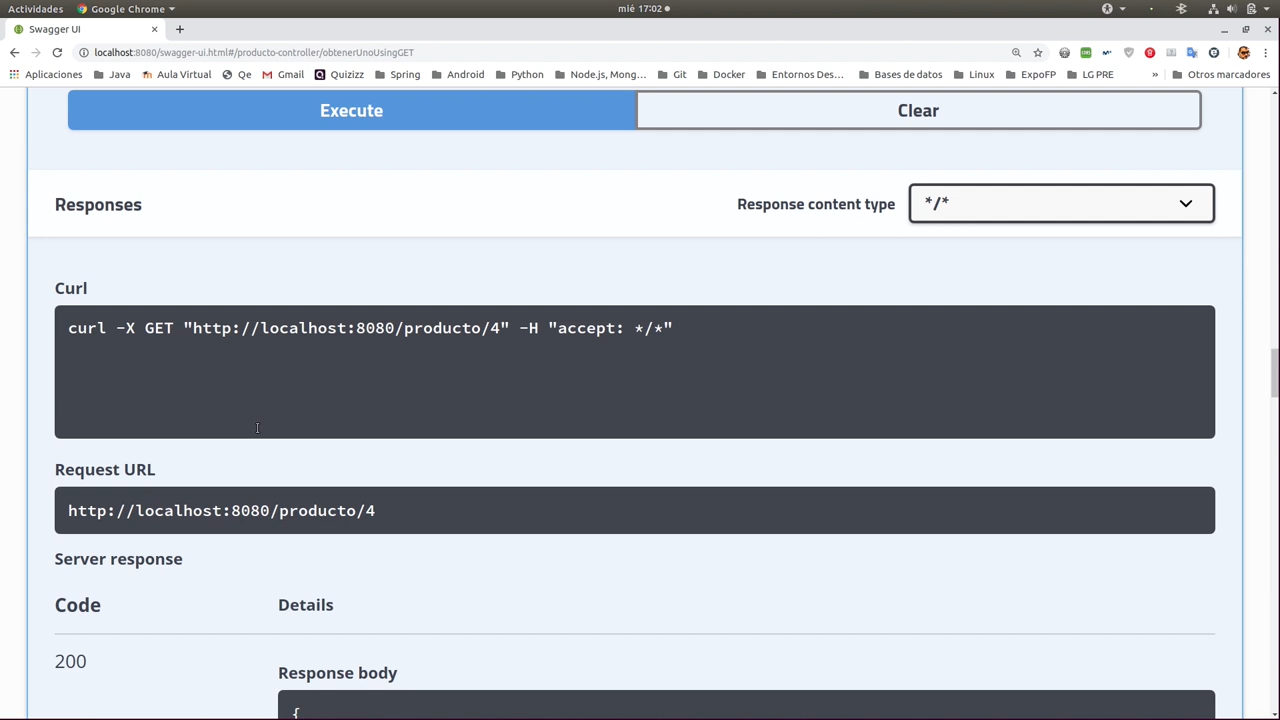 Actividades Google Chrome mié 17:02
Swagger UI
localhost:8080/swagger-ui.html#/producto-controller/obtenerUnoUsingGET
Aplicaciones Java Aula Virtual Qe Gmail Quizizz Spring Android Python Node.js, Mong... Git Docker Entornos Des... Bases de datos Linux ExpoFP LG PRE » Otros marcadores
Execute Clear
Responses Response content type */*
Curl
curl -X GET "http://localhost:8080/producto/4" -H "accept: */*"
Request URL
http://localhost:8080/producto/4
Server response
Code Details
200
Response body
{